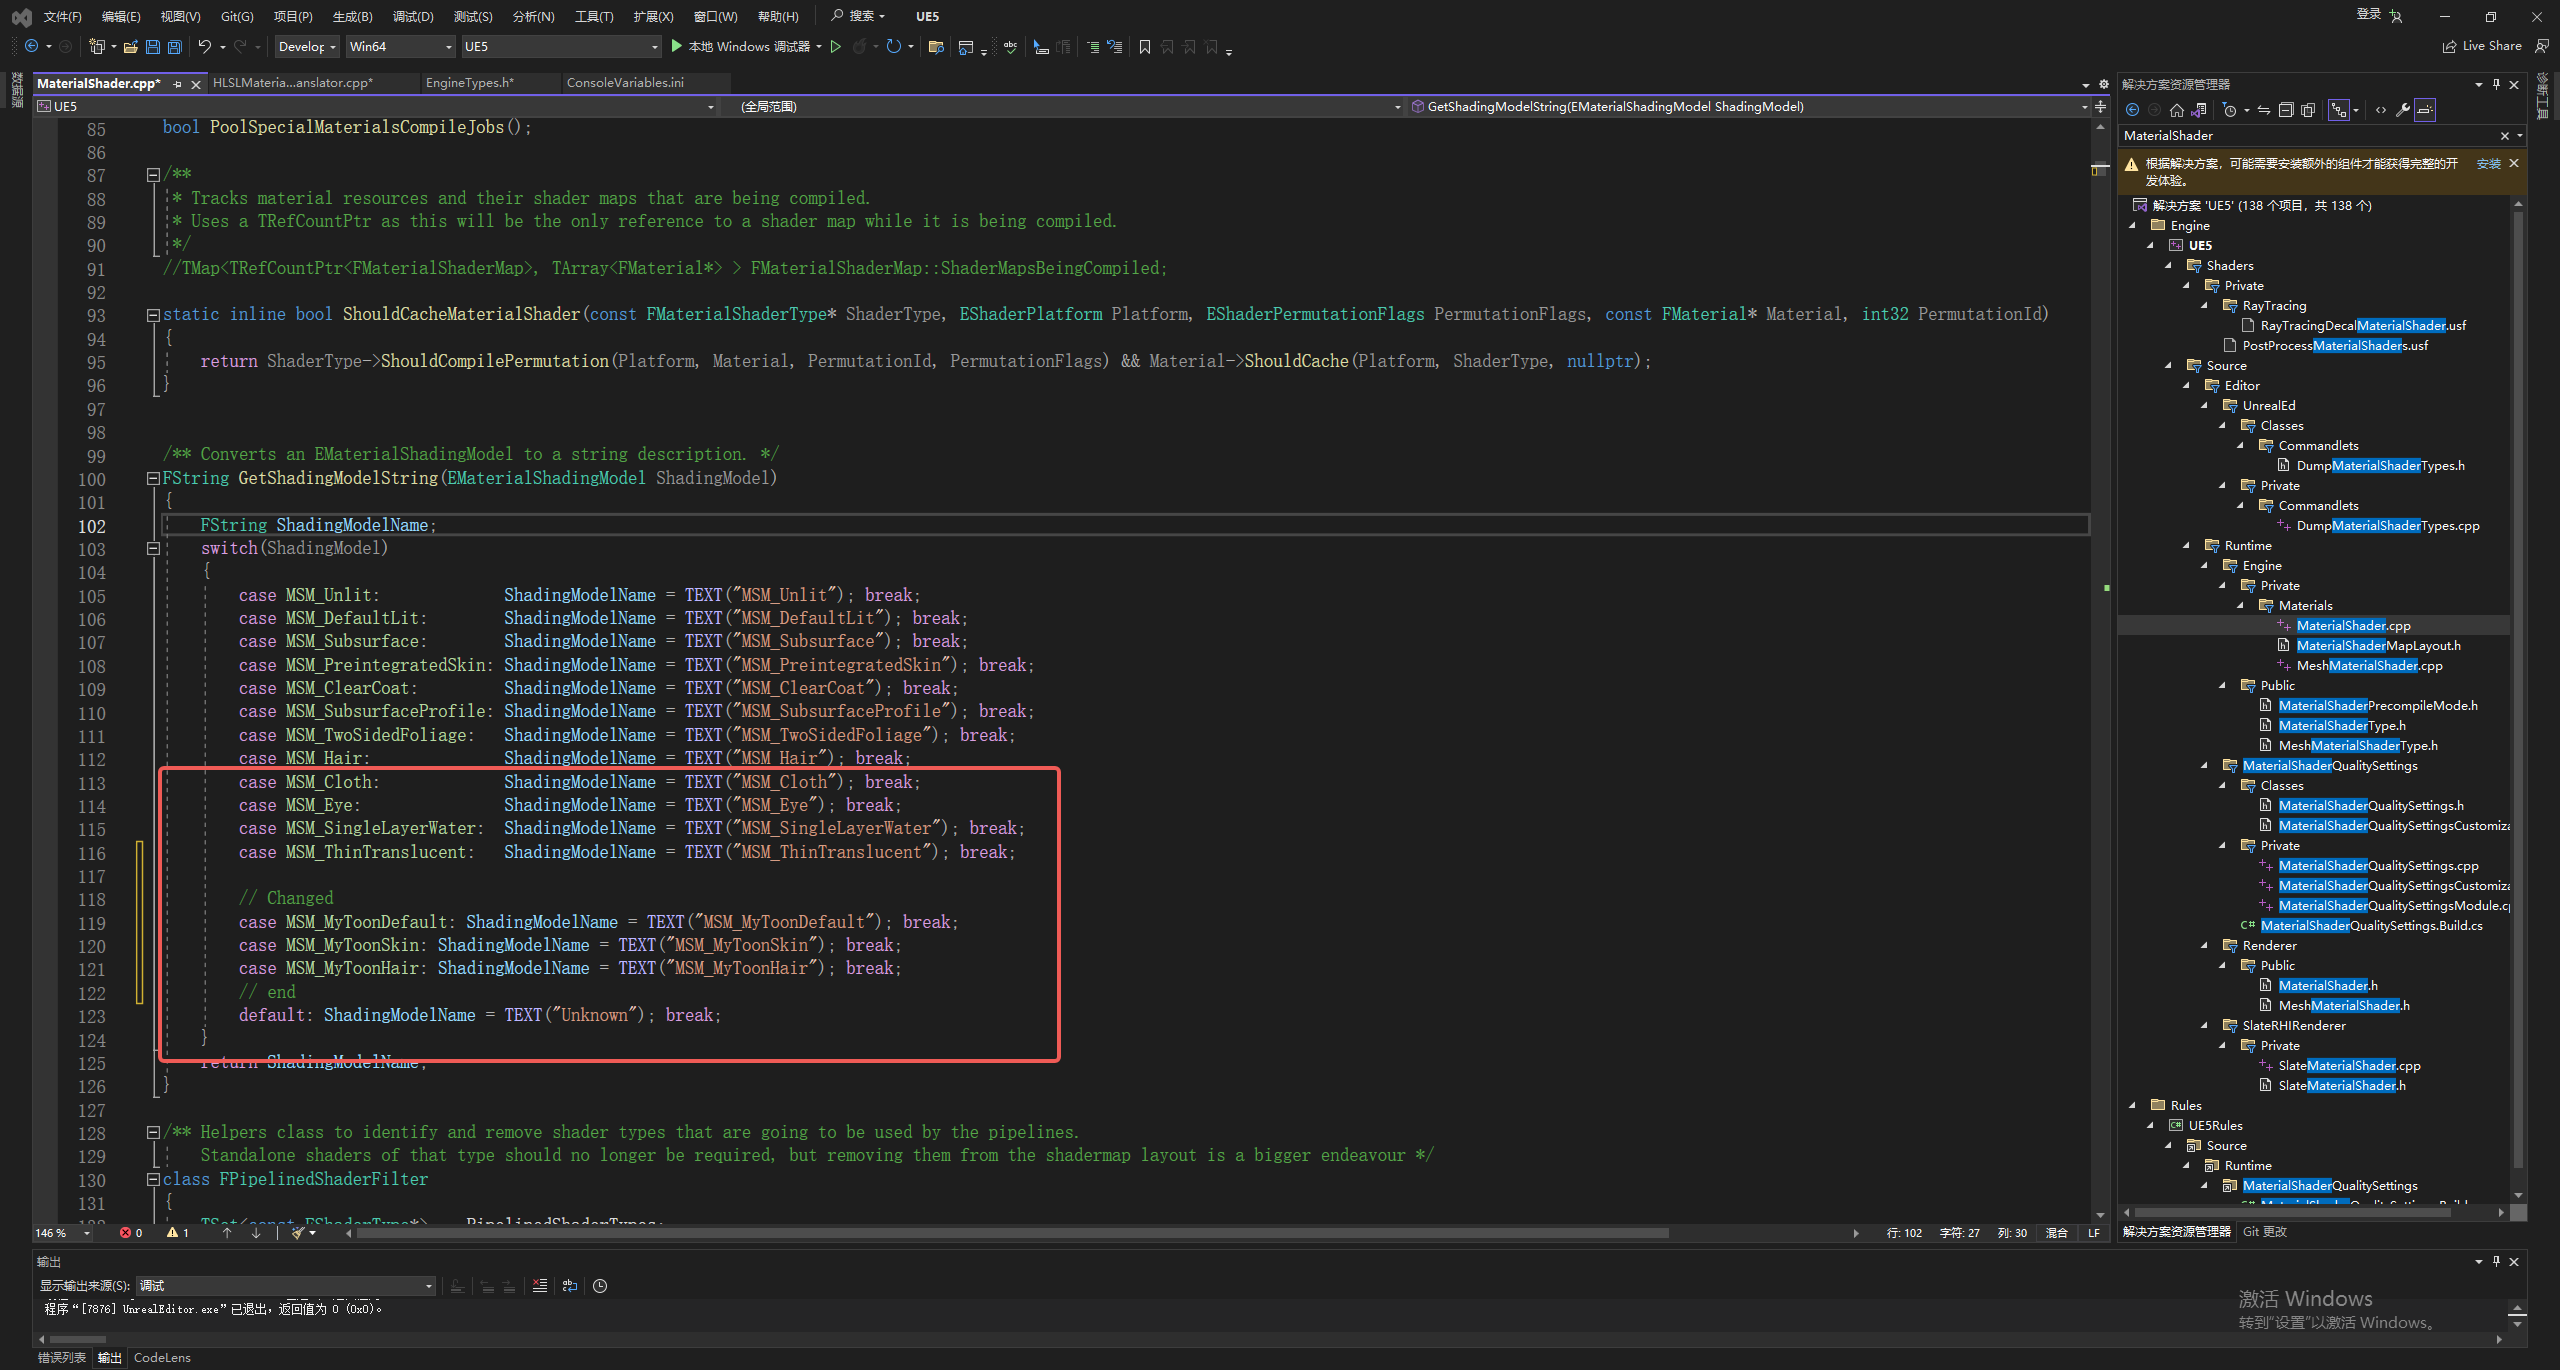 文件(F) 编辑(E) 视图(V) Git(G) 项目(P) 生成(B) 调试(D) 测试(S) 分析(N) 工具(T) 扩展(X) 窗口(W) 帮助(H) 搜索 UE5 登录
Develop Win64 UE5 本地 Windows 调试器 Live Share
数据源
MaterialShader.cpp* HLSLMateria...anslator.cpp* EngineTypes.h* ConsoleVariables.ini
UE5 (全局范围) GetShadingModelString(EMaterialShadingModel ShadingModel)
85 bool PoolSpecialMaterialsCompileJobs();
86
87 /**
88 * Tracks material resources and their shader maps that are being compiled.
89 * Uses a TRefCountPtr as this will be the only reference to a shader map while it is being compiled.
90 */
91 //TMap<TRefCountPtr<FMaterialShaderMap>, TArray<FMaterial*> > FMaterialShaderMap::ShaderMapsBeingCompiled;
92
93 static inline bool ShouldCacheMaterialShader(const FMaterialShaderType* ShaderType, EShaderPlatform Platform, EShaderPermutationFlags PermutationFlags, const FMaterial* Material, int32 PermutationId)
94 {
95 return ShaderType->ShouldCompilePermutation(Platform, Material, PermutationId, PermutationFlags) && Material->ShouldCache(Platform, ShaderType, nullptr);
96 }
97
98
99 /** Converts an EMaterialShadingModel to a string description. */
100 FString GetShadingModelString(EMaterialShadingModel ShadingModel)
101 {
102 FString ShadingModelName;
103 switch(ShadingModel)
104 {
105 case MSM_Unlit: ShadingModelName = TEXT("MSM_Unlit"); break;
106 case MSM_DefaultLit: ShadingModelName = TEXT("MSM_DefaultLit"); break;
107 case MSM_Subsurface: ShadingModelName = TEXT("MSM_Subsurface"); break;
108 case MSM_PreintegratedSkin: ShadingModelName = TEXT("MSM_PreintegratedSkin"); break;
109 case MSM_ClearCoat: ShadingModelName = TEXT("MSM_ClearCoat"); break;
110 case MSM_SubsurfaceProfile: ShadingModelName = TEXT("MSM_SubsurfaceProfile"); break;
111 case MSM_TwoSidedFoliage: ShadingModelName = TEXT("MSM_TwoSidedFoliage"); break;
112 case MSM_Hair: ShadingModelName = TEXT("MSM_Hair"); break;
113 case MSM_Cloth: ShadingModelName = TEXT("MSM_Cloth"); break;
114 case MSM_Eye: ShadingModelName = TEXT("MSM_Eye"); break;
115 case MSM_SingleLayerWater: ShadingModelName = TEXT("MSM_SingleLayerWater"); break;
116 case MSM_ThinTranslucent: ShadingModelName = TEXT("MSM_ThinTranslucent"); break;
117
118 // Changed
119 case MSM_MyToonDefault: ShadingModelName = TEXT("MSM_MyToonDefault"); break;
120 case MSM_MyToonSkin: ShadingModelName = TEXT("MSM_MyToonSkin"); break;
121 case MSM_MyToonHair: ShadingModelName = TEXT("MSM_MyToonHair"); break;
122 // end
123 default: ShadingModelName = TEXT("Unknown"); break;
124 }
125 return ShadingModelName;
126 }
127
128 /** Helpers class to identify and remove shader types that are going to be used by the pipelines.
129 Standalone shaders of that type should no longer be required, but removing them from the shadermap layout is a bigger endeavour */
130 class FPipelinedShaderFilter
131 {
132 TSet<const FShaderType*> PipelinedShaderTypes;
146 % 0 1 行: 102 字符: 27 列: 30 混合 LF
输出
显示输出来源(S): 调试
程序“[7876] UnrealEditor.exe”已退出，返回值为 0 (0x0)。
错误列表 输出 CodeLens
解决方案资源管理器
MaterialShader
根据解决方案，可能需要安装额外的组件才能获得完整的开 安装
发体验。
解决方案 'UE5' (138 个项目，共 138 个)
Engine
UE5
Shaders
Private
RayTracing
RayTracingDecalMaterialShader.usf
PostProcessMaterialShaders.usf
Source
Editor
UnrealEd
Classes
Commandlets
DumpMaterialShaderTypes.h
Private
Commandlets
DumpMaterialShaderTypes.cpp
Runtime
Engine
Private
Materials
MaterialShader.cpp
MaterialShaderMapLayout.h
MeshMaterialShader.cpp
Public
MaterialShaderPrecompileMode.h
MaterialShaderType.h
MeshMaterialShaderType.h
MaterialShaderQualitySettings
Classes
MaterialShaderQualitySettings.h
MaterialShaderQualitySettingsCustomiza
Private
MaterialShaderQualitySettings.cpp
MaterialShaderQualitySettingsCustomiza
MaterialShaderQualitySettingsModule.cp
C# MaterialShaderQualitySettings.Build.cs
Renderer
Public
MaterialShader.h
MeshMaterialShader.h
SlateRHIRenderer
Private
SlateMaterialShader.cpp
SlateMaterialShader.h
Rules
UE5Rules
Source
Runtime
MaterialShaderQualitySettings
解决方案资源管理器 Git 更改
诊断工具
激活 Windows
转到“设置”以激活 Windows。